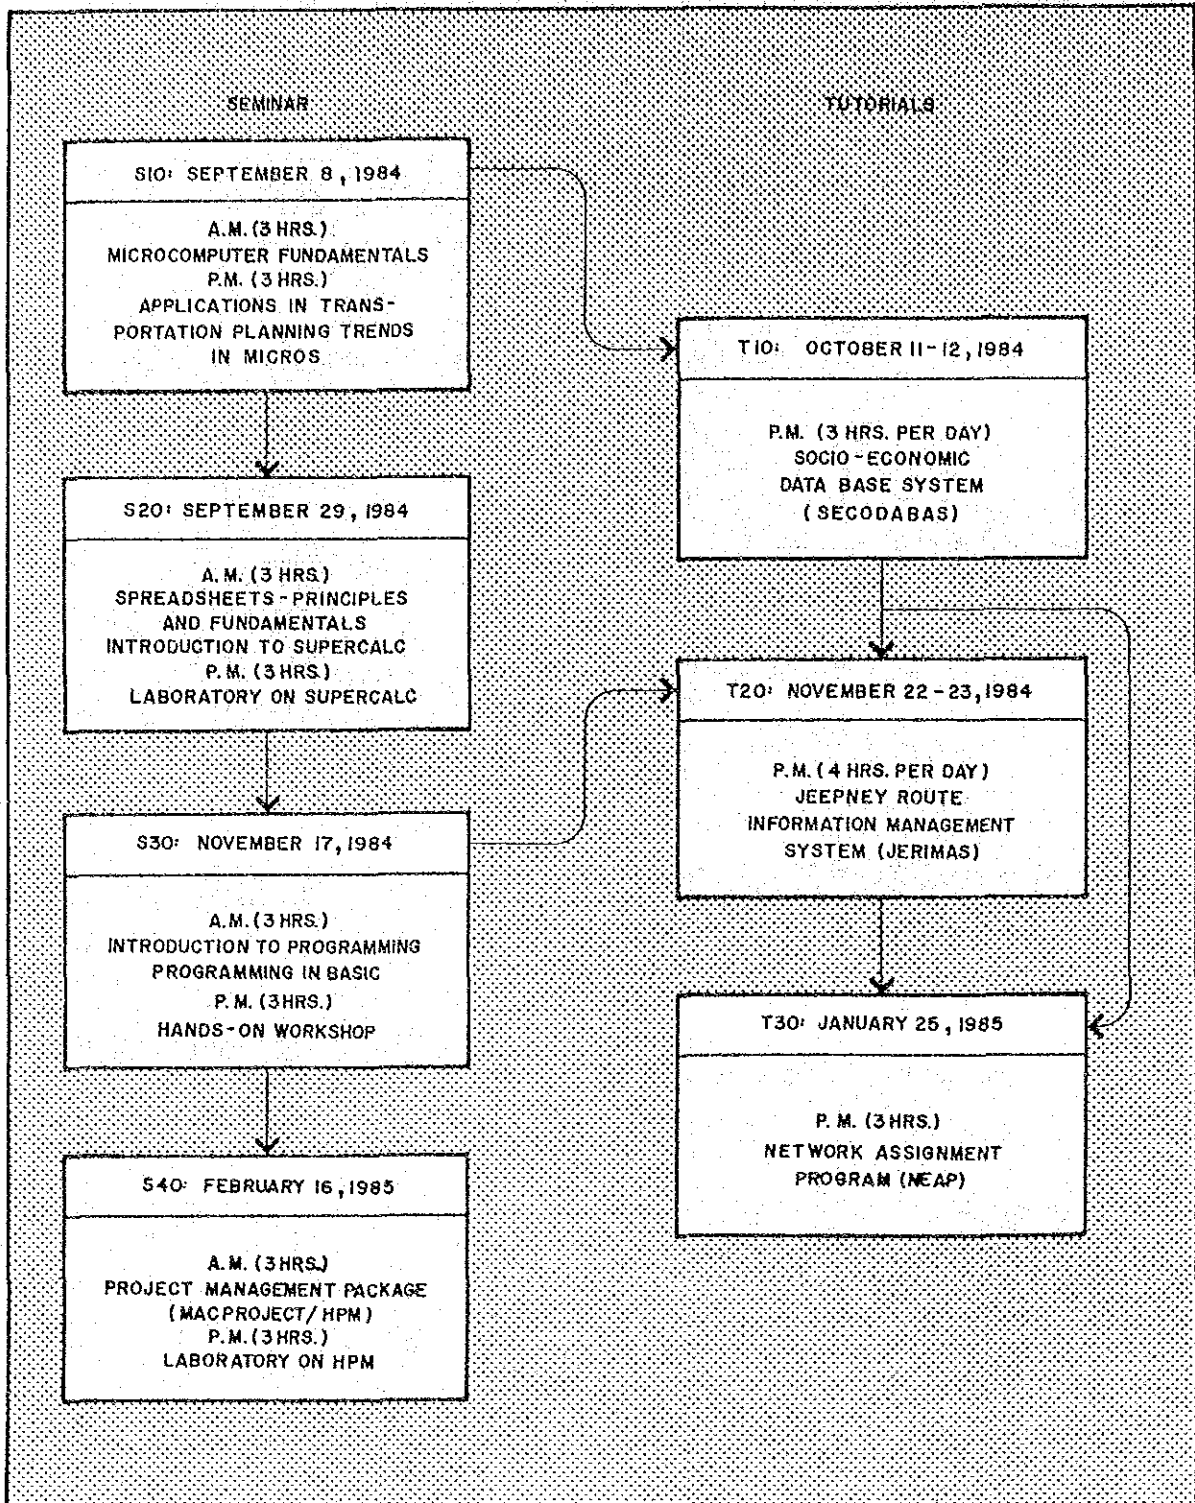 SEMINAR
S10: SEPTEMBER 8, 1984
A.M. (3 HRS.)
MICROCOMPUTER FUNDAMENTALS
P.M. (3 HRS.)
APPLICATIONS IN TRANS-
PORTATION PLANNING TRENDS
IN MICROS
S20: SEPTEMBER 29, 1984
A.M. (3 HRS.)
SPREADSHEETS-PRINCIPLES
AND FUNDAMENTALS
INTRODUCTION TO SUPERCALC
P.M. (3 HRS.)
LABORATORY ON SUPERCALC
S30: NOVEMBER 17, 1984
A.M. (3 HRS.)
INTRODUCTION TO PROGRAMMING
PROGRAMMING IN BASIC
P.M. (3HRS.)
HANDS-ON WORKSHOP
S40: FEBRUARY 16, 1985
A.M. (3HRS.)
PROJECT MANAGEMENT PACKAGE
(MACPROJECT/HPM)
P.M. (3HRS.)
LABORATORY ON HPM
TUTORIALS
T10: OCTOBER 11-12, 1984
P.M. (3 HRS. PER DAY)
SOCIO-ECONOMIC
DATA BASE SYSTEM
(SECODABAS)
T20: NOVEMBER 22-23, 1984
P.M. (4 HRS. PER DAY)
JEEPNEY ROUTE
INFORMATION MANAGEMENT
SYSTEM (JERIMAS)
T30: JANUARY 25, 1985
P.M. (3HRS.)
NETWORK ASSIGNMENT
PROGRAM (NEAP)